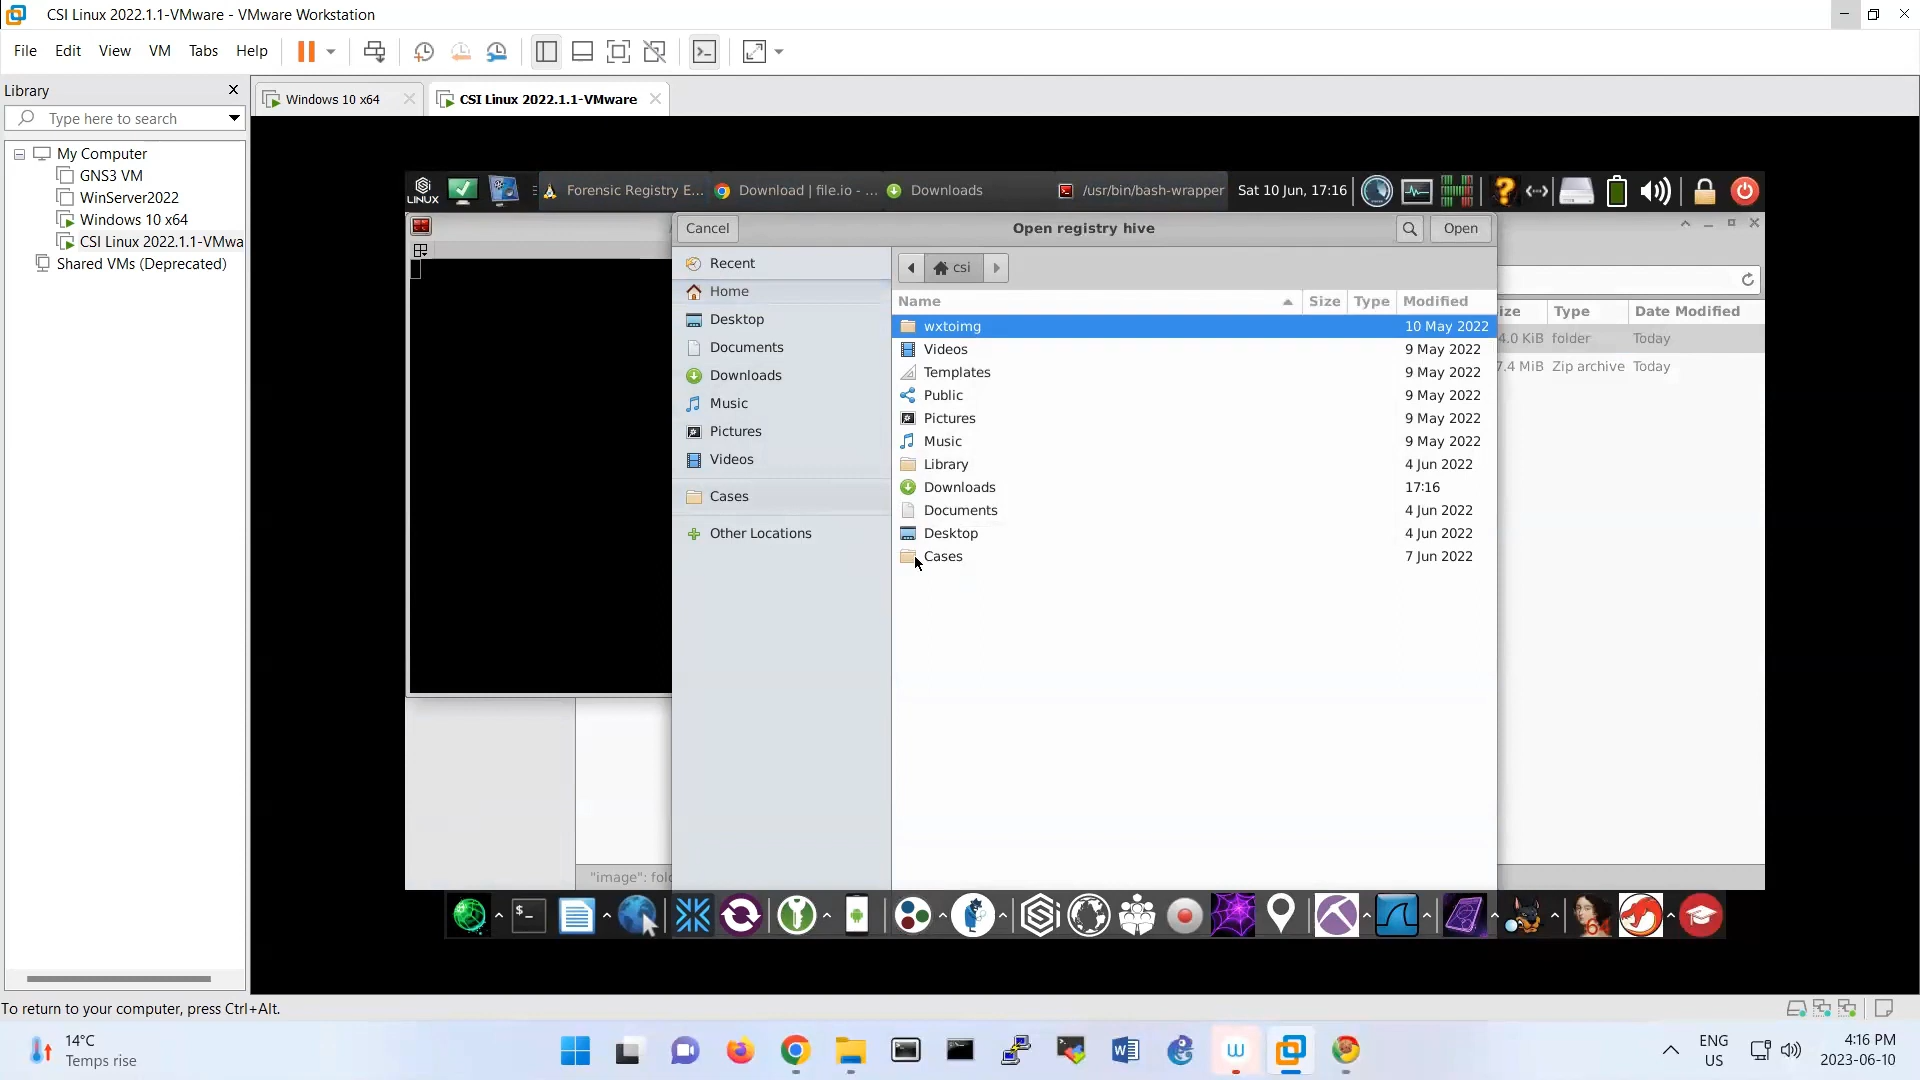 CSI Linux 2022.1.1-VMware - VMware Workstation
File Edit View VM Tabs Help
Library
Type here to search
My Computer
GNS3 VM
WinServer2022
Windows 10 x64
CSI Linux 2022.1.1-VMwa
Shared VMs (Deprecated)
Windows 10 x64
CSI Linux 2022.1.1-VMware
LINUX
Forensic Registry E...
Download | file.io - ...
Downloads
/usr/bin/bash-wrapper
Sat 10 Jun, 17:16
Cancel
Open registry hive
Open
Recent
Home
Desktop
Documents
Downloads
Music
Pictures
Videos
Cases
Other Locations
csi
Name Size Type Modified
wxtoimg 10 May 2022
Videos 9 May 2022
Templates 9 May 2022
Public 9 May 2022
Pictures 9 May 2022
Music 9 May 2022
Library 4 Jun 2022
Downloads 17:16
Documents 4 Jun 2022
Desktop 4 Jun 2022
Cases 7 Jun 2022
ize Type Date Modified
4.0 KiB folder Today
7.4 MiB Zip archive Today
"image": fol
$_
64
To return to your computer, press Ctrl+Alt.
14°C
Temps rise
ENG
US
4:16 PM
2023-06-10